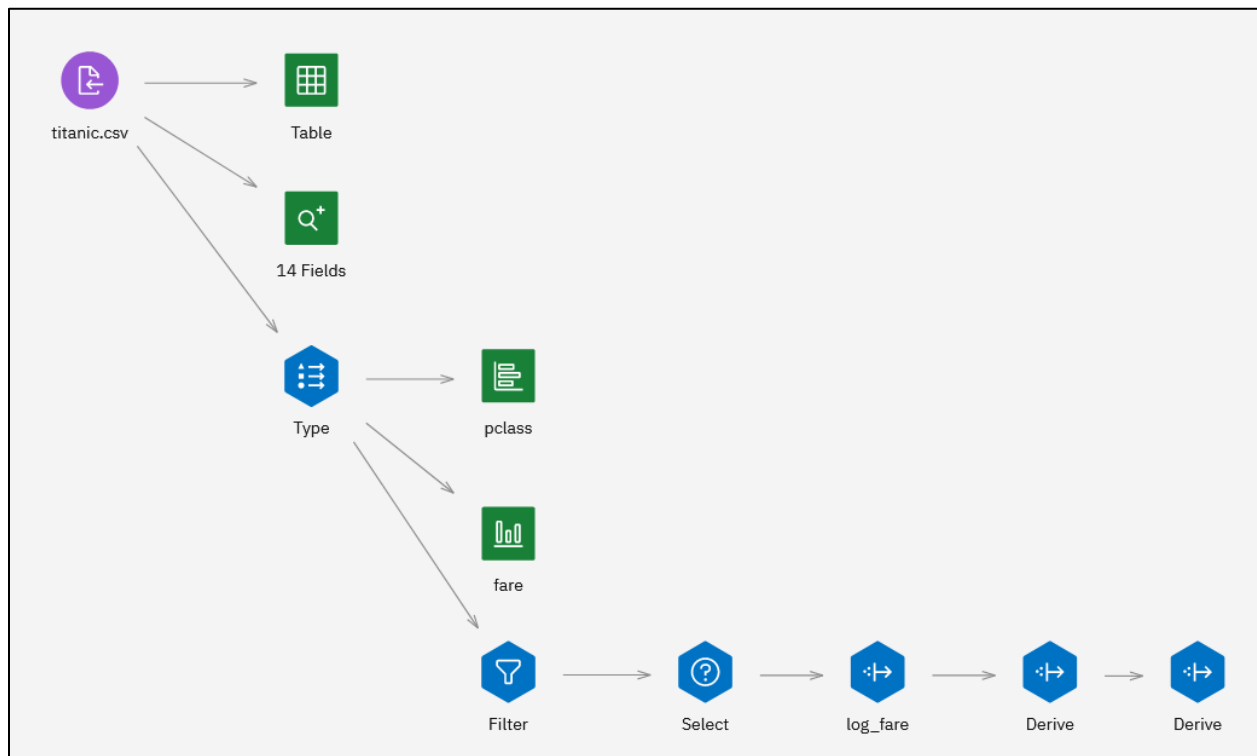 titanic.csv
Table
14 Fields
Type
pclass
fare
Filter
Select
log_fare
Derive
Derive